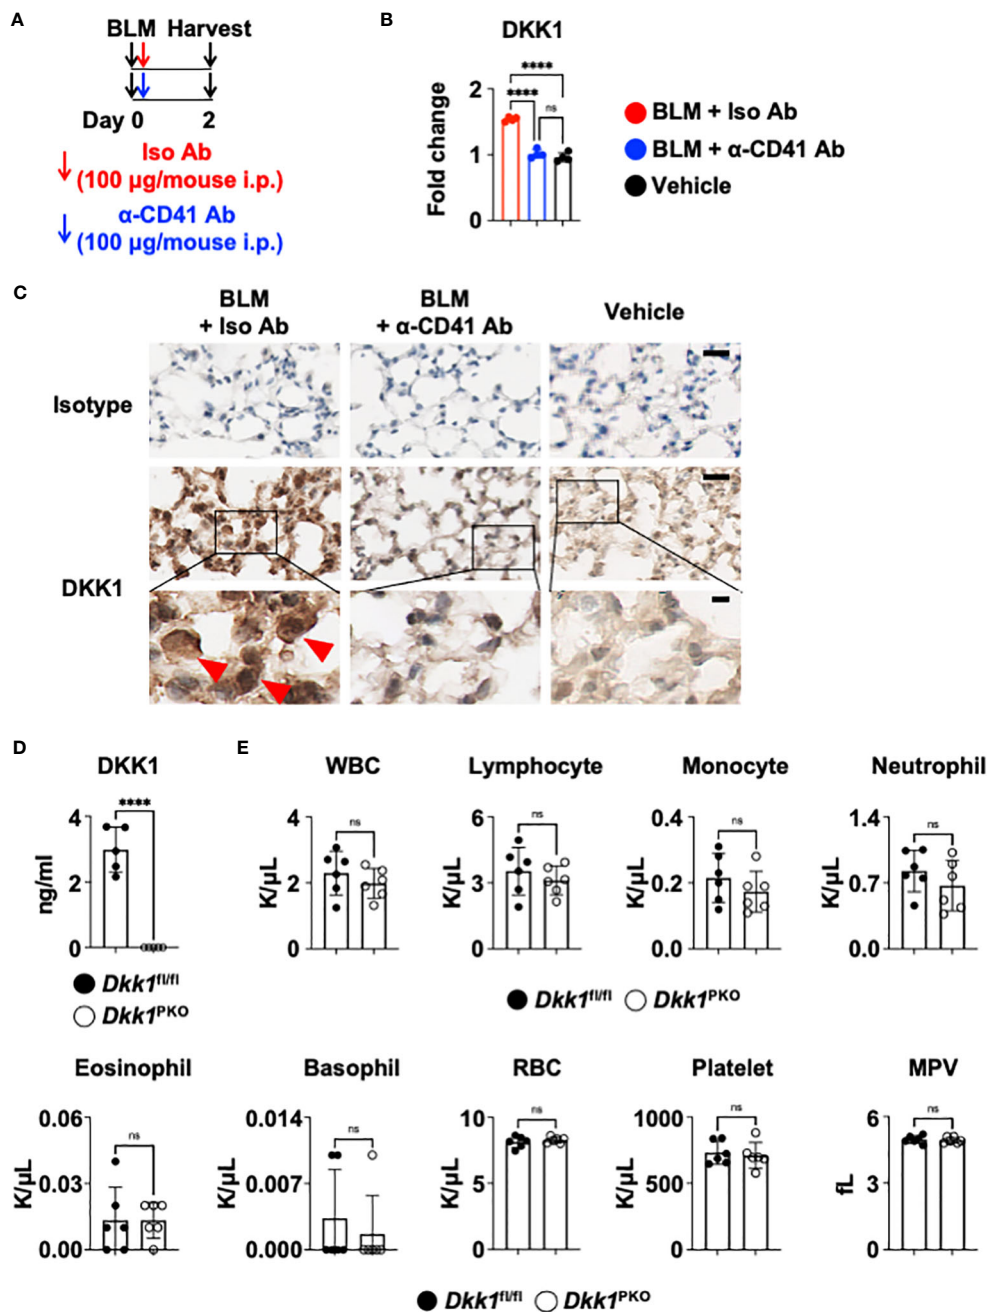 A
BLM Harvest
Day 0 2
Iso Ab
(100 µg/mouse i.p.)
α-CD41 Ab
(100 µg/mouse i.p.)
B
DKK1
Fold change
2
1
0
****
****
ns
BLM + Iso Ab
BLM + α-CD41 Ab
Vehicle
C
BLM
+ Iso Ab
BLM
+ α-CD41 Ab
Vehicle
Isotype
DKK1
D
DKK1
****
ng/ml
4
2
0
Dkk1fl/fl
Dkk1PKO
E
WBC
ns
K/µL
4
2
0
Lymphocyte
ns
K/µL
6
3
0
Monocyte
ns
K/µL
0.4
0.2
0.0
Neutrophil
ns
K/µL
1.4
0.7
0.0
Dkk1fl/fl Dkk1PKO
Eosinophil
ns
K/µL
0.06
0.03
0.00
Basophil
ns
K/µL
0.014
0.007
0.000
RBC
ns
K/µL
10
5
0
Platelet
ns
K/µL
1000
500
0
MPV
ns
fL
6
3
0
Dkk1fl/fl Dkk1PKO